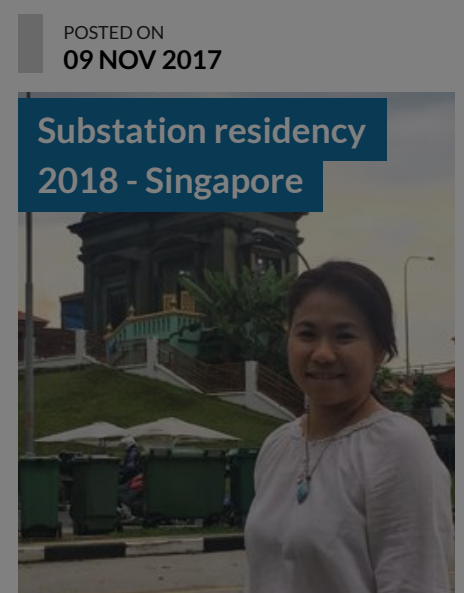 POSTED ON
09 NOV 2017
Substation residency
2018 - Singapore